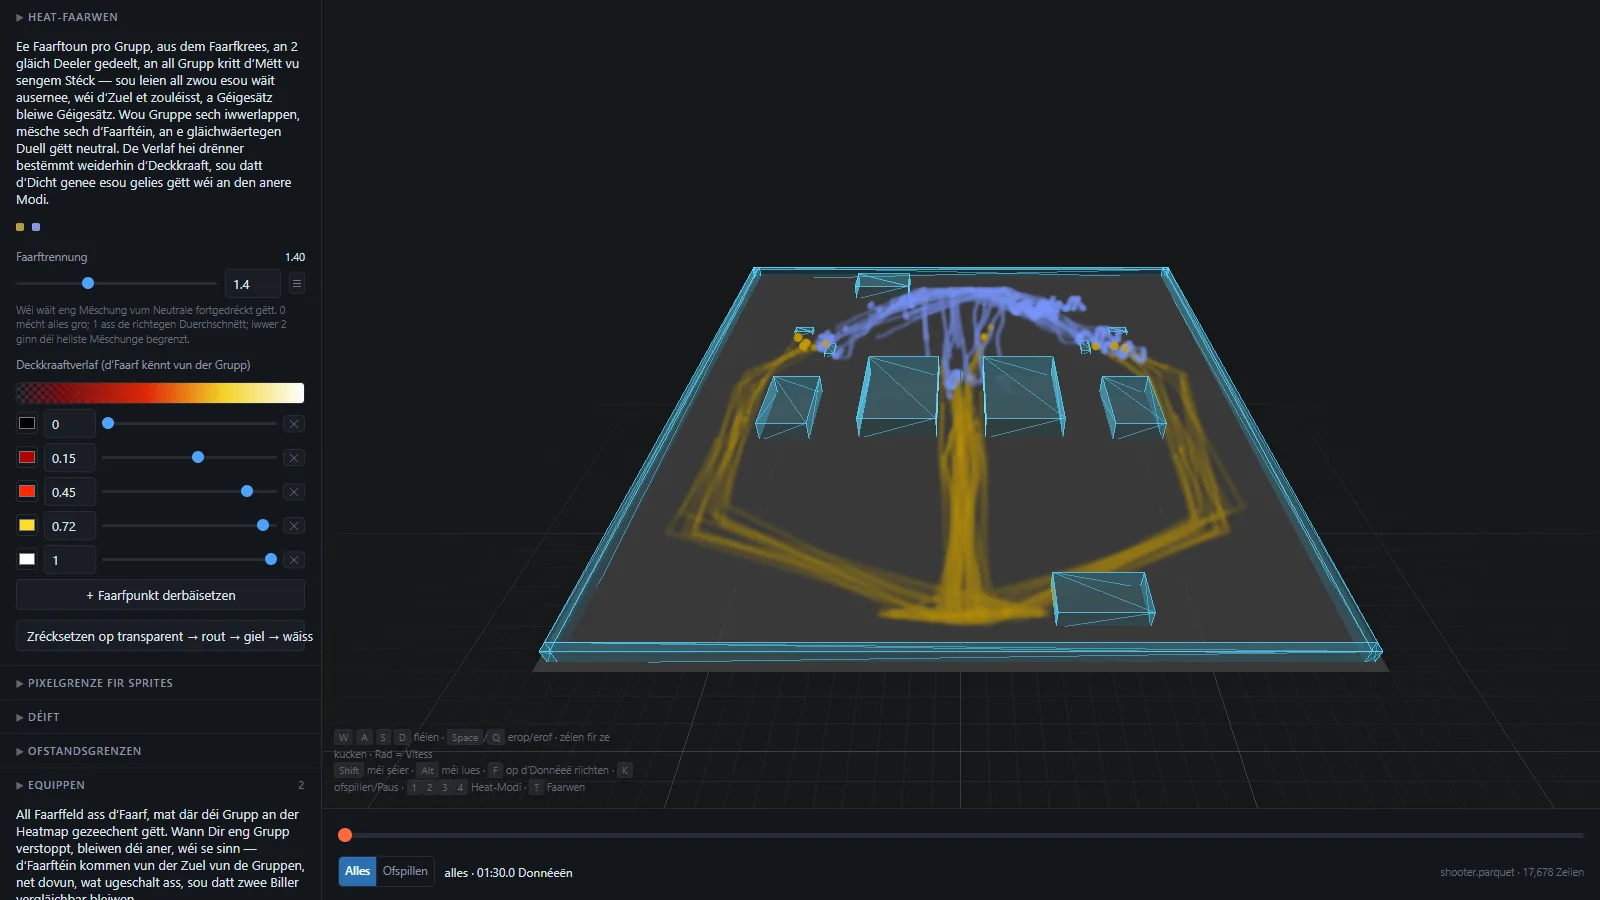 HEAT-FAARWEN
Ee Faarftoun pro Grupp, aus dem Faarfkrees, an 2
gläich Deeler gedeelt, an all Grupp kritt d'Mëtt vu
sengem Stéck — sou leien all zwou esou wäit
ausernee, wéi d'Zuel et zouléisst, a Géigesätz
bleiwe Géigesätz. Wou Gruppe sech iwwerlappen,
mësche sech d'Faarftéin, an e gläichwäertegen
Duell gëtt neutral. De Verlaf hei drënner
bestëmmt weiderhin d'Deckkraaft, sou datt
d'Dicht genee esou gelies gëtt wéi an den anere
Modi.
Faarftrennung 1.40
1.4
Wéi wäit eng Mëschung vum Neutrale fortgedréckt gëtt. 0
mécht alles gro; 1 ass de richtegen Duerchschnëtt; iwwer 2
ginn déi hellste Mëschunge begrenzt.
Deckkraaftverlaf (d'Faarf kënnt vun der Grupp)
0
0.15
0.45
0.72
1
+ Faarfpunkt derbäisetzen
Zrécksetzen op transparent → rout → giel → wäiss
PIXELGRENZE FIR SPRITES
DÉIFT
OFSTANDSGRENZEN
EQUIPPEN 2
All Faarffeld ass d'Faarf, mat där déi Grupp an der
Heatmap gezeechent gëtt. Wann Dir eng Grupp
verstoppt, bleiwen déi aner, wéi se sinn —
d'Faarftéin kommen vun der Zuel vun de Gruppen,
net dovun, wat ugeschalt ass, sou datt zwee Biller
vergläichbar bleiwen.
W A S D fléien · Space / Q erop/erof · zéien fir ze
kucken · Rad = Vitess
Shift méi séier · Alt méi lues · F op d'Donnéeë riichten · K
ofspillen/Paus · 1 2 3 4 Heat-Modi · ? Faarwen
Alles Ofspillen alles · 01:30.0 Donnéeën
shooter.parquet · 17,678 Zeilen